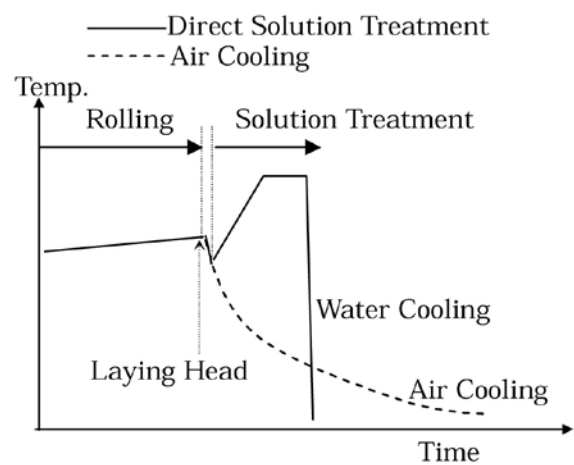 Direct Solution Treatment
Air Cooling
Temp.
Rolling
Solution Treatment
Water Cooling
Laying Head
Air Cooling
Time